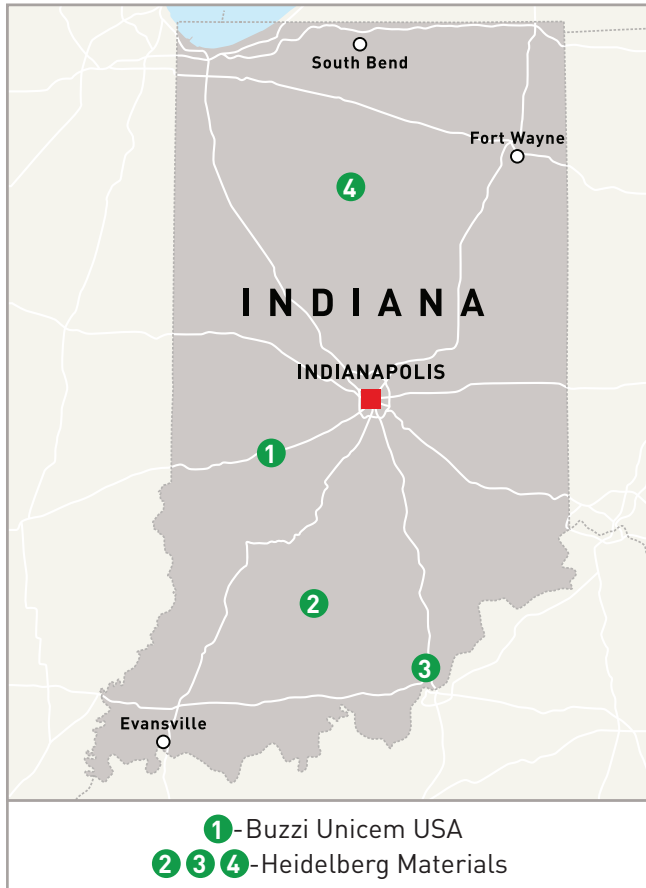 South Bend
Fort Wayne
4
INDIANA
INDIANAPOLIS
1
2
3
Evansville
1-Buzzi Unicem USA
2 3 4-Heidelberg Materials